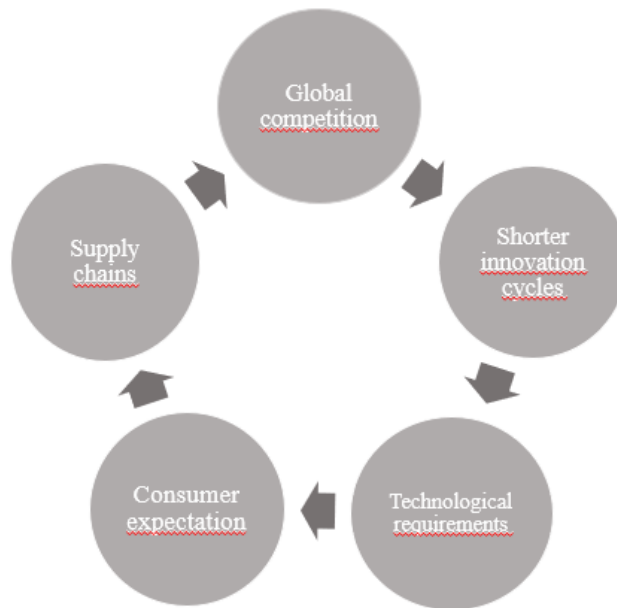 Global
competition
Shorter
innovation
cycles
Technological
requirements
Consumer
expectation
Supply
chains